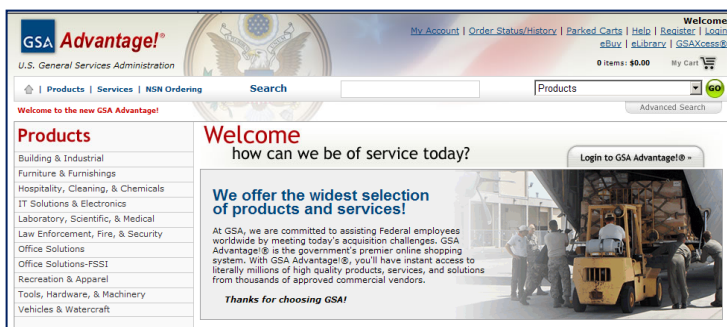 Welcome
My Account | Order Status/History | Parked Carts | Help | Register | Login
eBuy | eLibrary | GSAXcess®
GSA Advantage!®
U.S. General Services Administration
0 items: $0.00 My Cart
| Products | Services | NSN Ordering Search Products GO
Welcome to the new GSA Advantage!
Advanced Search
Products
Building & Industrial
Furniture & Furnishings
Hospitality, Cleaning, & Chemicals
IT Solutions & Electronics
Laboratory, Scientific, & Medical
Law Enforcement, Fire, & Security
Office Solutions
Office Solutions-FSSI
Recreation & Apparel
Tools, Hardware, & Machinery
Vehicles & Watercraft
Welcome
how can we be of service today?
Login to GSA Advantage!® »
We offer the widest selection
of products and services!
At GSA, we are committed to assisting Federal employees
worldwide by meeting today's acquisition challenges. GSA
Advantage!® is the government's premier online shopping
system. With GSA Advantage!®, you'll have instant access to
literally millions of high quality products, services, and solutions
from thousands of approved commercial vendors.
Thanks for choosing GSA!